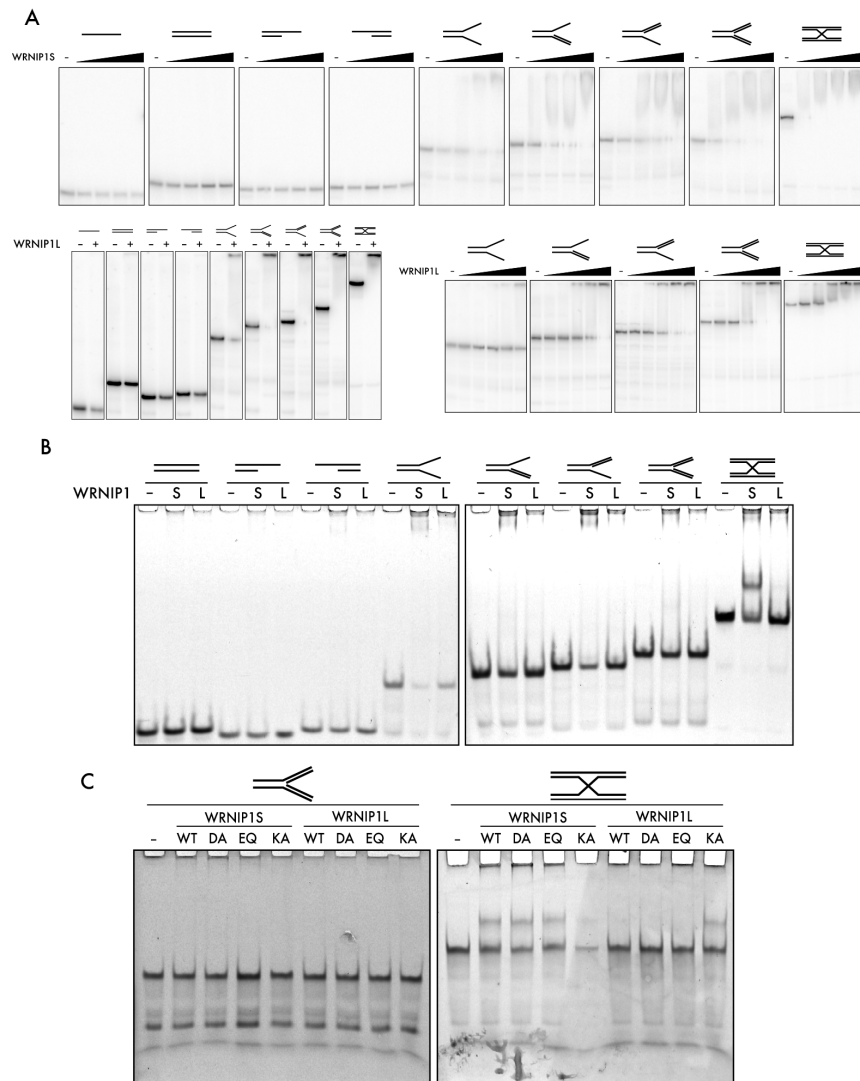 A
WRNIP1S
- - - - - - - - -
WRNIP1L
- + - + - + - + - + - + - + - + - +
WRNIP1L
- - - - -
B
WRNIP1
- S L - S L - S L - S L - S L - S L - S L - S L
C
WRNIP1S WRNIP1L WRNIP1S WRNIP1L
- WT DA EQ KA WT DA EQ KA - WT DA EQ KA WT DA EQ KA